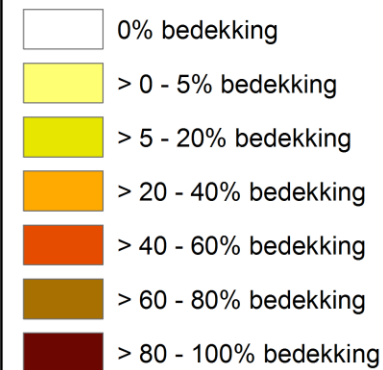 0% bedekking
> 0 - 5% bedekking
> 5 - 20% bedekking
> 20 - 40% bedekking
> 40 - 60% bedekking
> 60 - 80% bedekking
> 80 - 100% bedekking